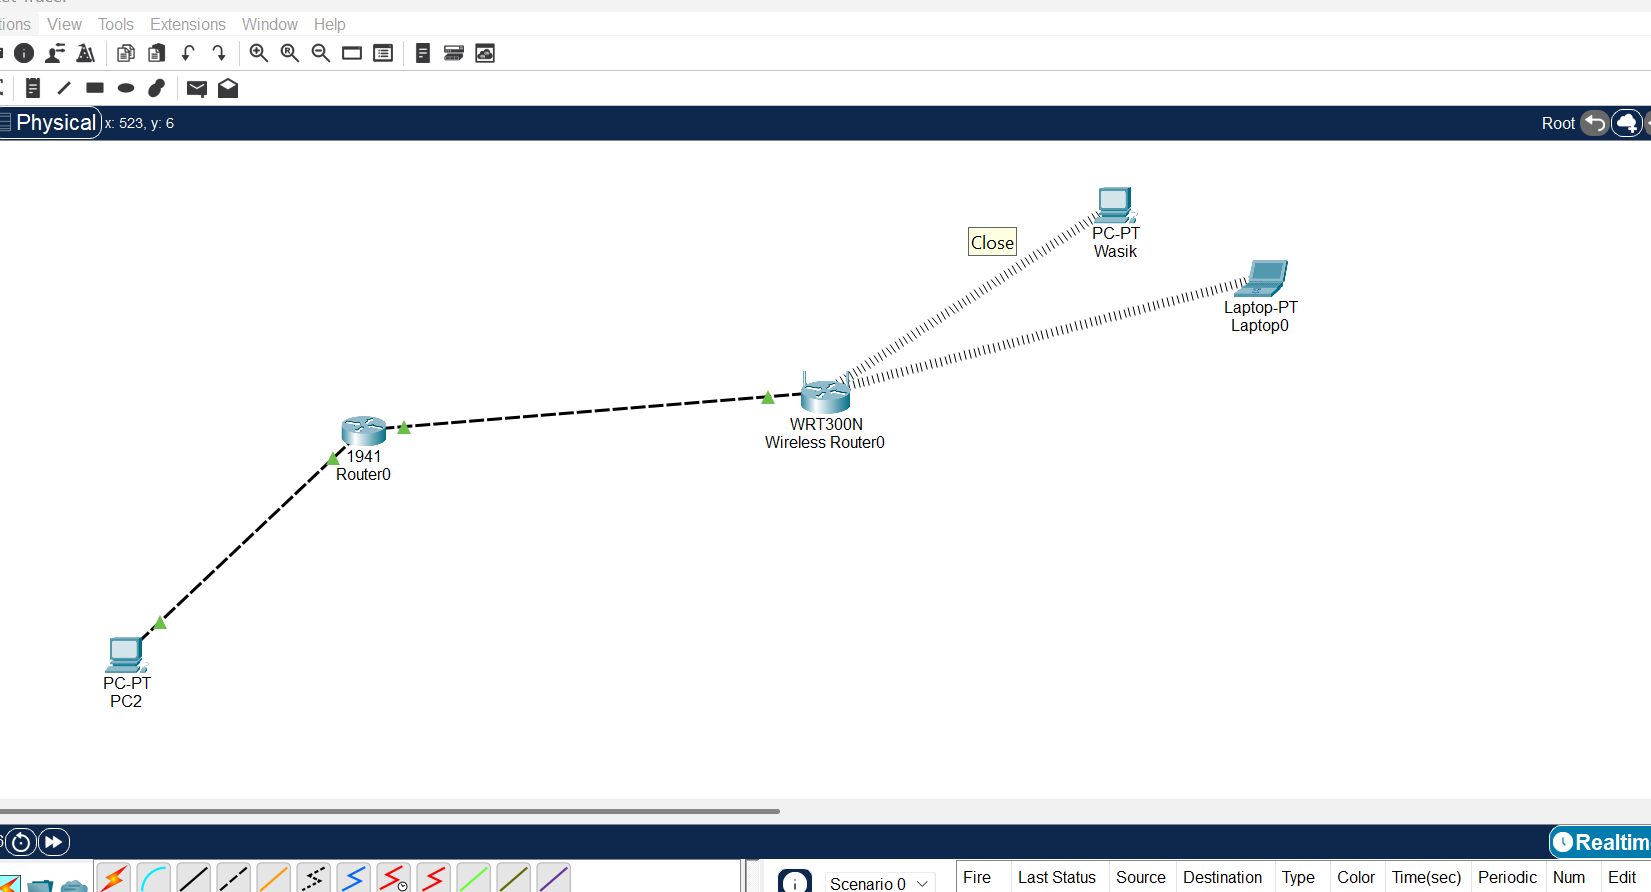 tions View Tools Extensions Window Help
Physical x: 523, y: 6 Root
PC-PT
Wasik
Close
Laptop-PT
Laptop0
WRT300N
Wireless Router0
1941
Router0
PC-PT
PC2
Realtim
Scenario 0 Fire Last Status Source Destination Type Color Time(sec) Periodic Num Edit